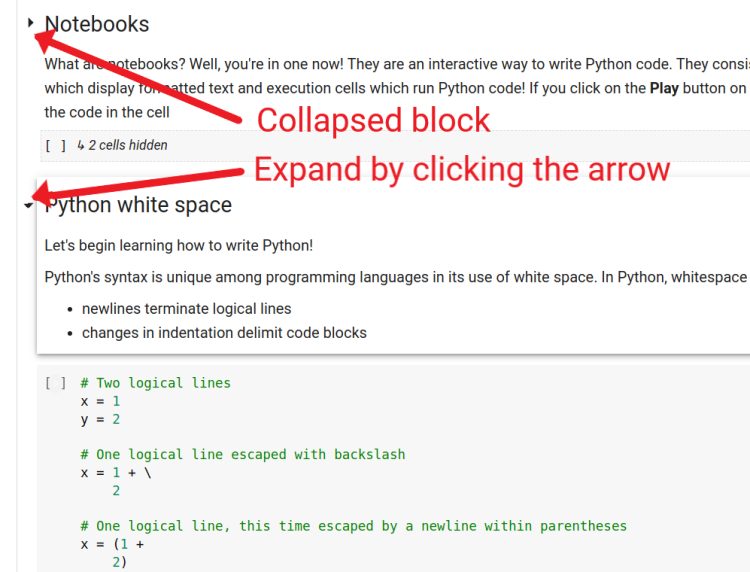 Notebooks
What are notebooks? Well, you're in one now! They are an interactive way to write Python code. They consis
which display formatted text and execution cells which run Python code! If you click on the Play button on
the code in the cell
Collapsed block
[ ] ↳ 2 cells hidden
Expand by clicking the arrow
Python white space
Let's begin learning how to write Python!
Python's syntax is unique among programming languages in its use of white space. In Python, whitespace
• newlines terminate logical lines
• changes in indentation delimit code blocks
[ ] # Two logical lines
x = 1
y = 2
# One logical line escaped with backslash
x = 1 + \
2
# One logical line, this time escaped by a newline within parentheses
x = (1 +
2)